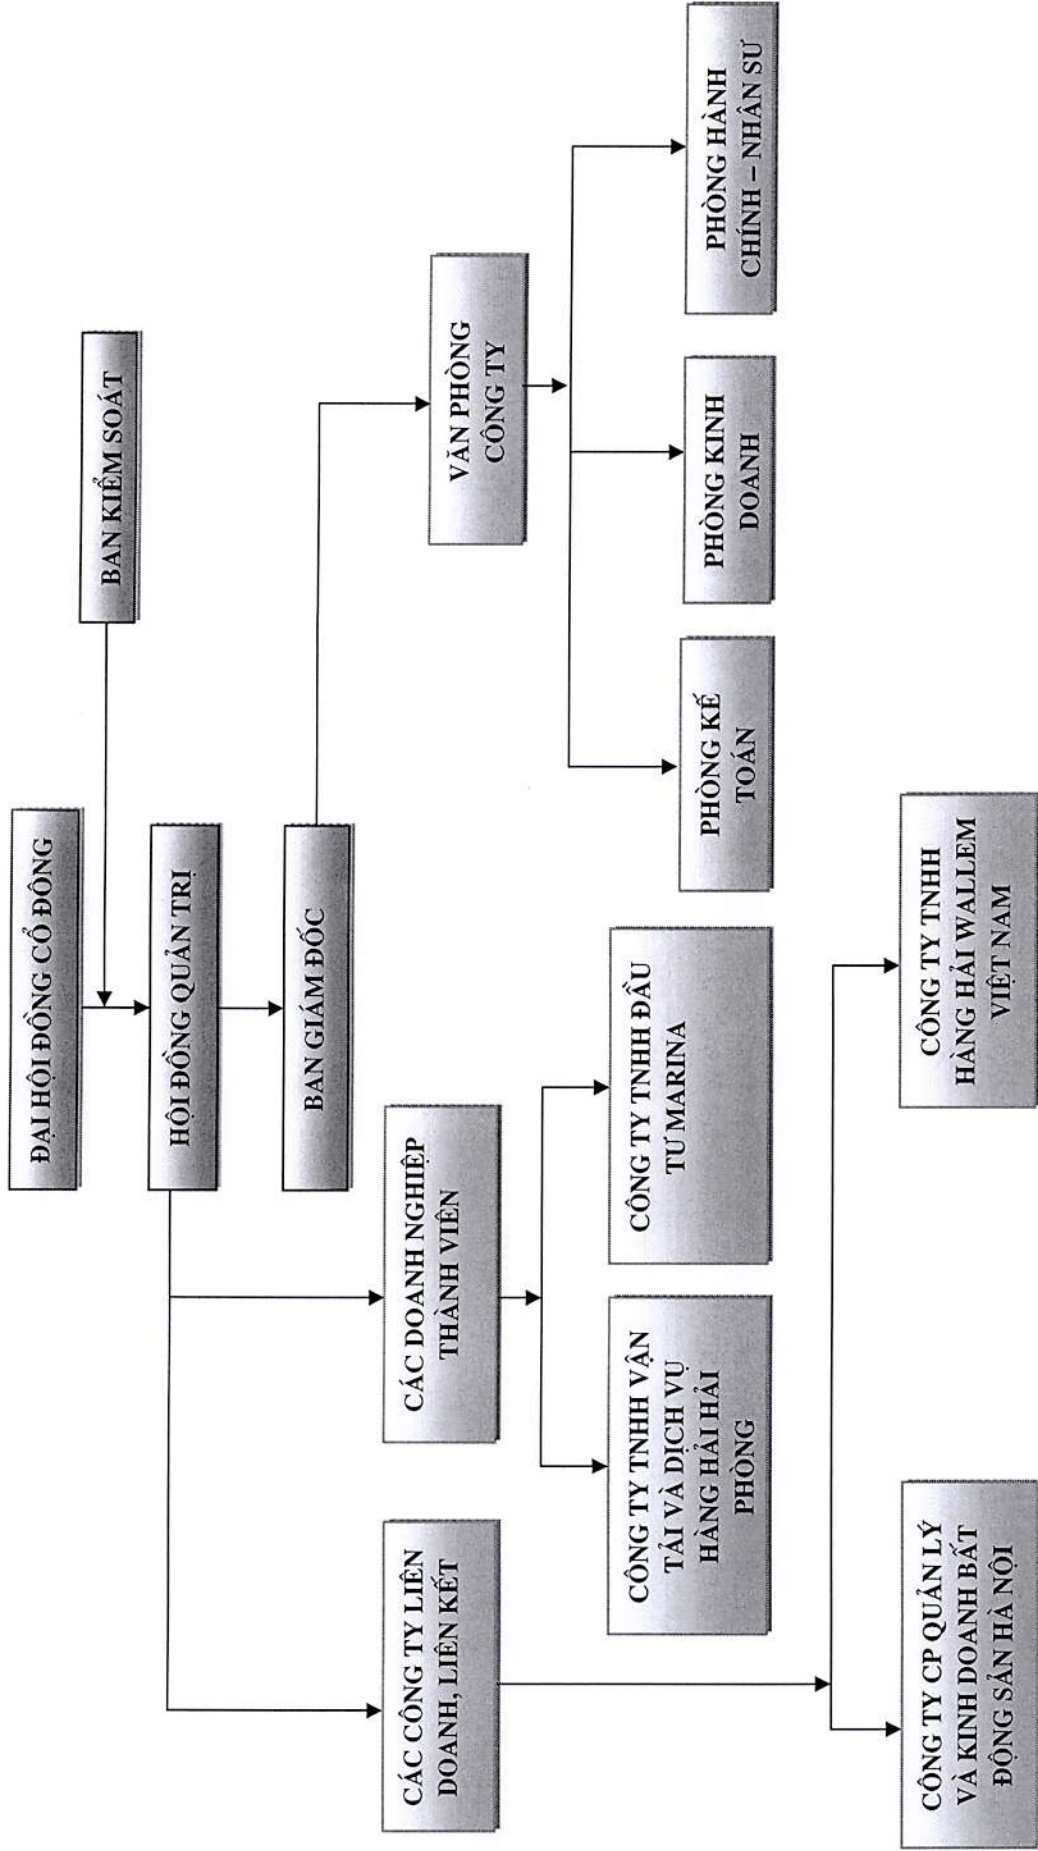 ĐẠI HỘI ĐỒNG CỔ ĐÔNG
BAN KIỂM SOÁT
HỘI ĐỒNG QUẢN TRỊ
BAN GIÁM ĐỐC
CÁC CÔNG TY LIÊN
DOANH, LIÊN KẾT
CÁC DOANH NGHIỆP
THÀNH VIÊN
VĂN PHÒNG
CÔNG TY
CÔNG TY TNHH VẬN
TẢI VÀ DỊCH VỤ
HÀNG HẢI HẢI
PHÒNG
CÔNG TY TNHH ĐẦU
TƯ MARINA
PHÒNG KẾ
TOÁN
PHÒNG KINH
DOANH
PHÒNG HÀNH
CHÍNH – NHÂN SƯ
CÔNG TY CP QUẢN LÝ
VÀ KINH DOANH BẤT
ĐỘNG SẢN HÀ NỘI
CÔNG TY TNHH
HÀNG HẢI WALLEM
VIỆT NAM